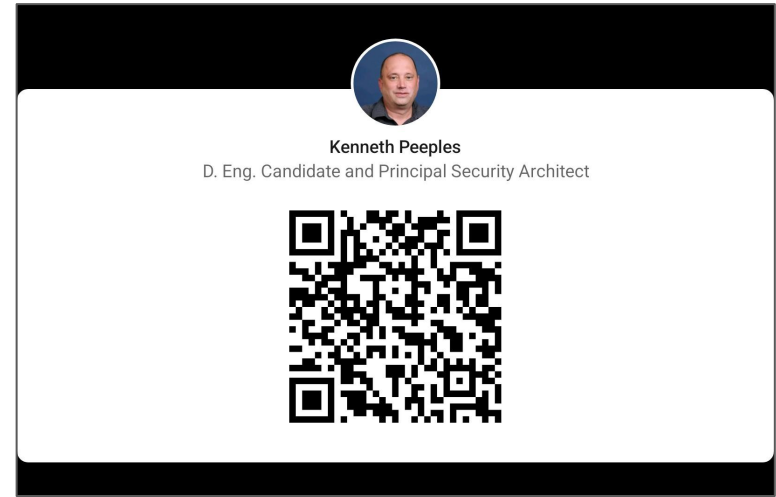 Kenneth Peeples
D. Eng. Candidate and Principal Security Architect